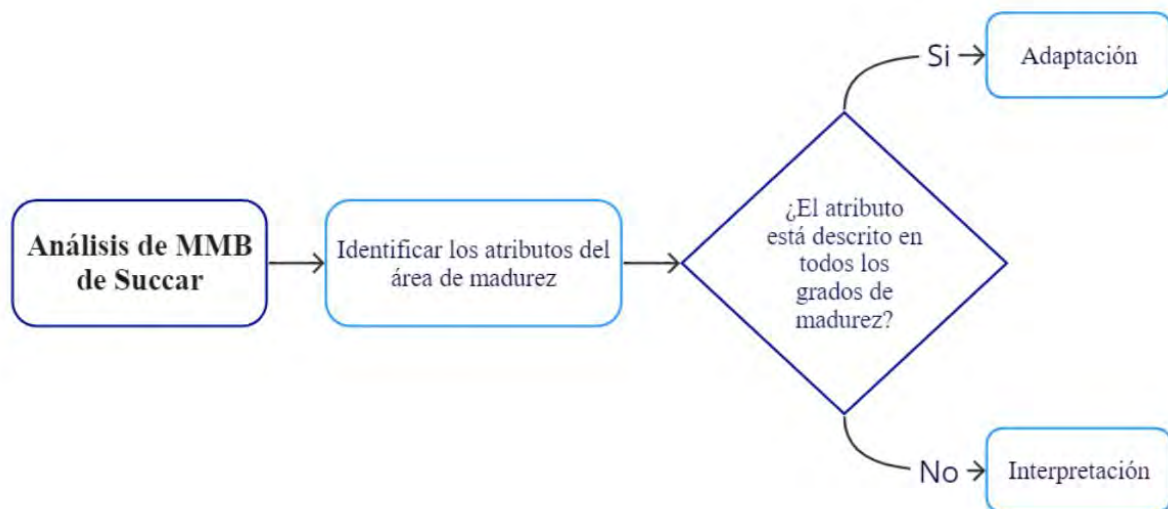 Análisis de MMB
de Succar
Identificar los atributos del
área de madurez
¿El atributo
está descrito en
todos los
grados de
madurez?
Si
Adaptación
No
Interpretación